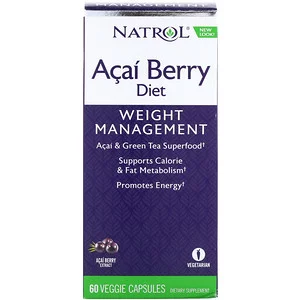 MANAGEMENT
NATROL®
NEW
LOOK!
Açaí Berry
Diet
WEIGHT
MANAGEMENT
Açaí & Green Tea Superfood†
Supports Calorie
& Fat Metabolism†
Promotes Energy†
AÇAÍ BERRY
EXTRACT
VEGETARIAN
60 VEGGIE CAPSULES
DIETARY SUPPLEMENT